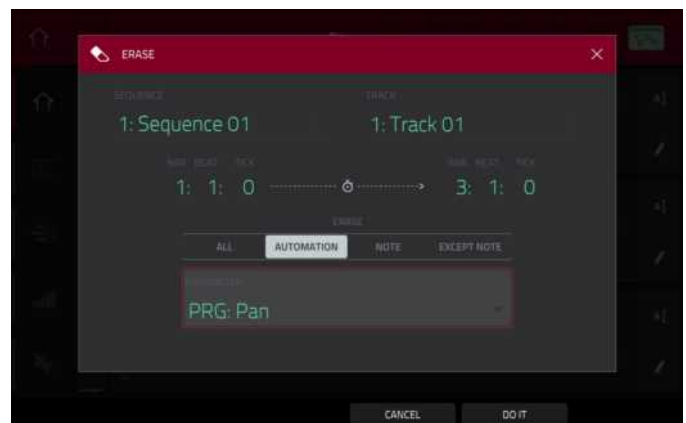 ERASE
SEQUENCE TRACK
1: Sequence 01 1: Track 01
BAR BEAT TICK BAR BEAT TICK
1: 1: 0 3: 1: 0
ERASE
ALL AUTOMATION NOTE EXCEPT NOTE
PARAMETER
PRG: Pan
CANCEL DO IT